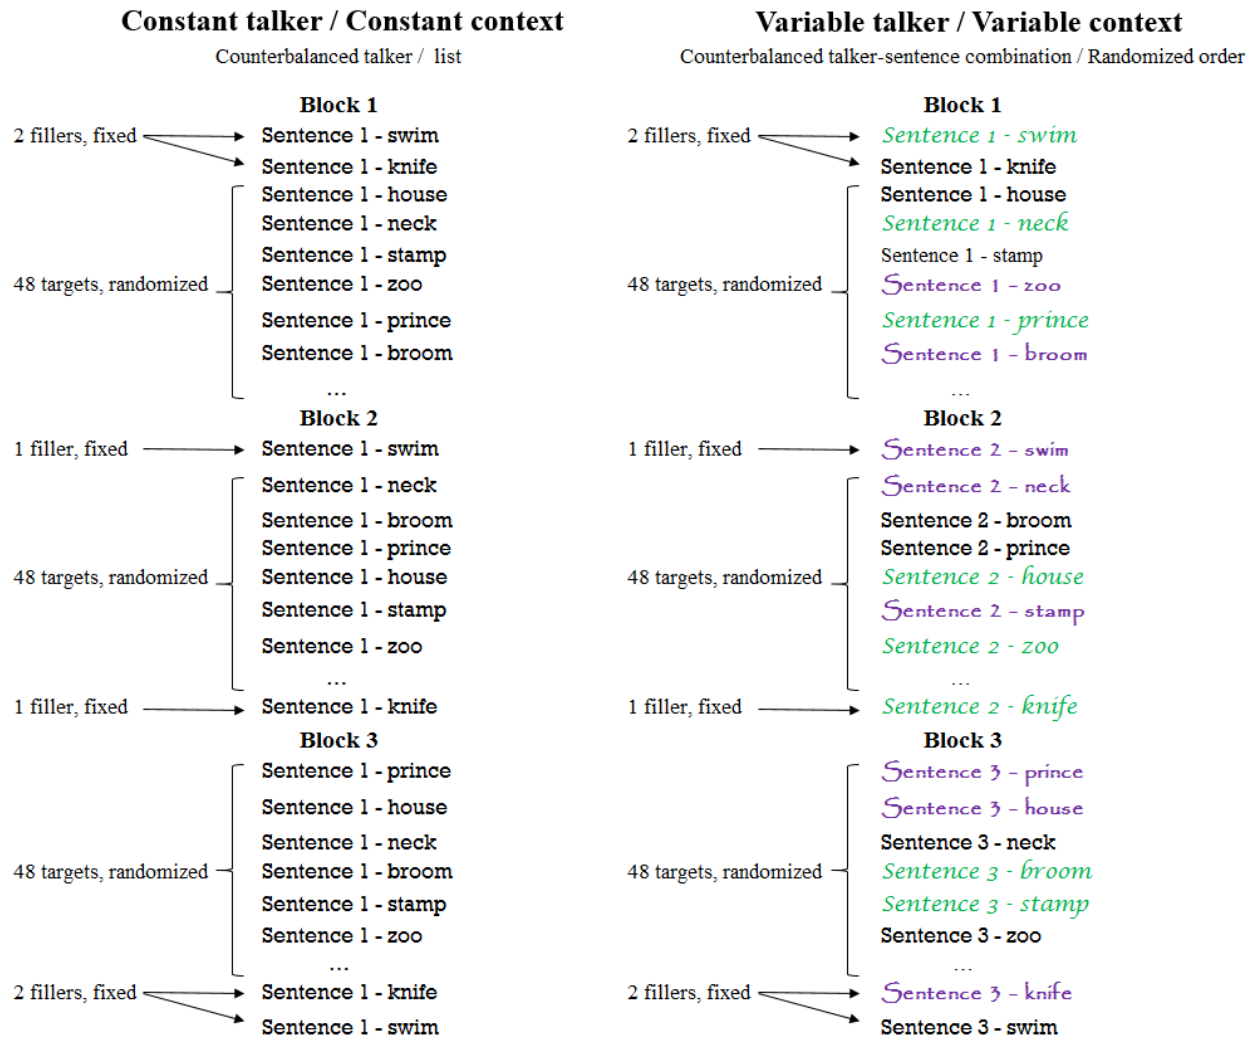 Constant talker / Constant context
Counterbalanced talker / list
Block 1
2 fillers, fixed
Sentence 1 - swim
Sentence 1 - knife
Sentence 1 - house
Sentence 1 - neck
Sentence 1 - stamp
48 targets, randomized
Sentence 1 - zoo
Sentence 1 - prince
Sentence 1 - broom
...
Block 2
1 filler, fixed
Sentence 1 - swim
Sentence 1 - neck
Sentence 1 - broom
Sentence 1 - prince
48 targets, randomized
Sentence 1 - house
Sentence 1 - stamp
Sentence 1 - zoo
...
1 filler, fixed
Sentence 1 - knife
Block 3
Sentence 1 - prince
Sentence 1 - house
Sentence 1 - neck
48 targets, randomized
Sentence 1 - broom
Sentence 1 - stamp
Sentence 1 - zoo
...
2 fillers, fixed
Sentence 1 - knife
Sentence 1 - swim
Variable talker / Variable context
Counterbalanced talker-sentence combination / Randomized order
Block 1
2 fillers, fixed
Sentence 1 - swim
Sentence 1 - knife
Sentence 1 - house
Sentence 1 - neck
Sentence 1 - stamp
48 targets, randomized
Sentence 1 - zoo
Sentence 1 - prince
Sentence 1 - broom
...
Block 2
1 filler, fixed
Sentence 2 - swim
Sentence 2 - neck
Sentence 2 - broom
Sentence 2 - prince
48 targets, randomized
Sentence 2 - house
Sentence 2 - stamp
Sentence 2 - zoo
...
1 filler, fixed
Sentence 2 - knife
Block 3
Sentence 3 - prince
Sentence 3 - house
Sentence 3 - neck
48 targets, randomized
Sentence 3 - broom
Sentence 3 - stamp
Sentence 3 - zoo
...
2 fillers, fixed
Sentence 3 - knife
Sentence 3 - swim